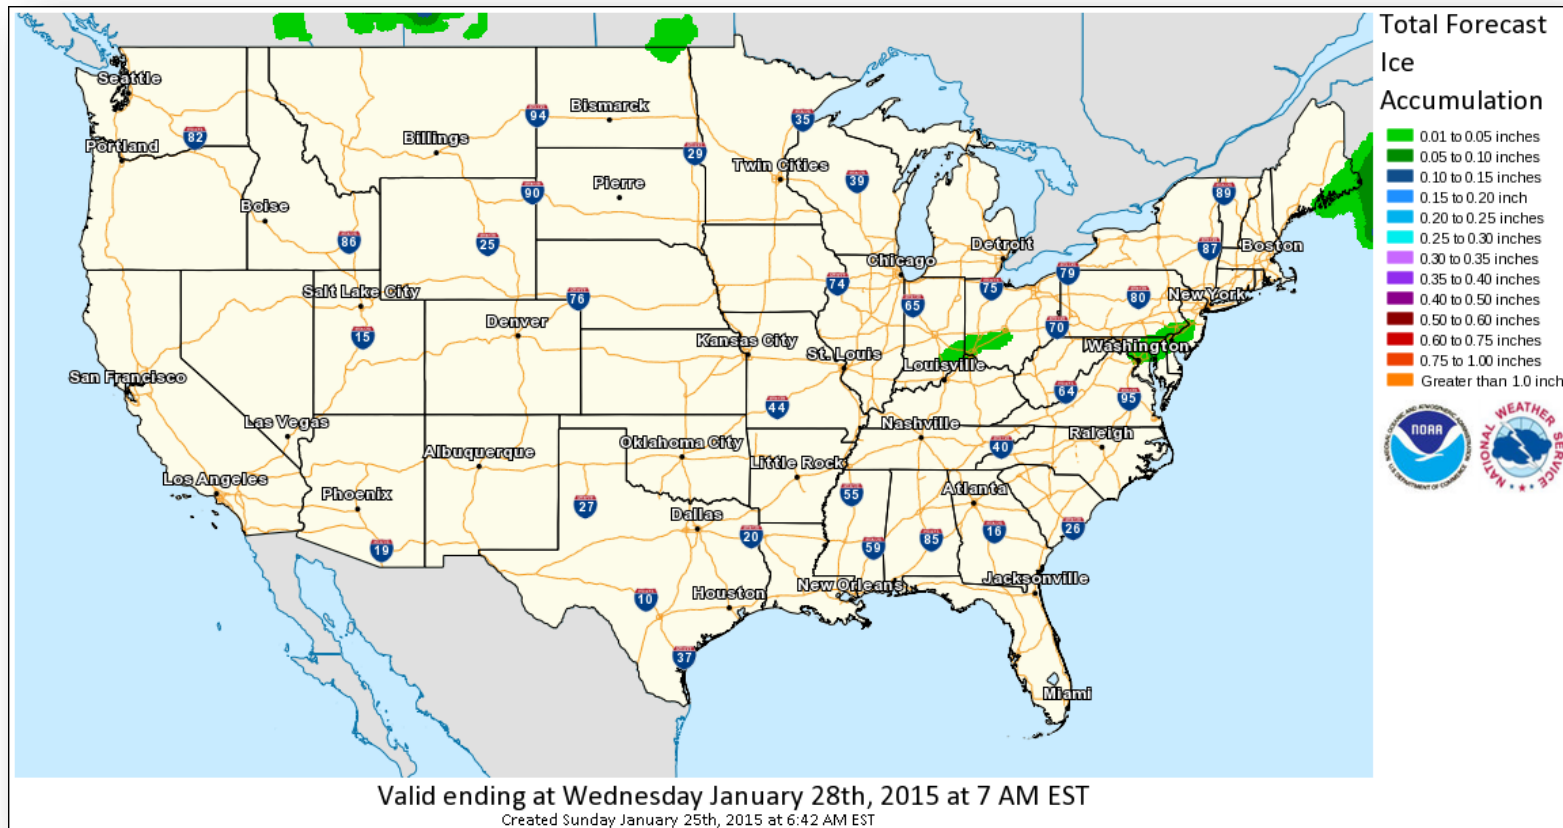 Total Forecast
Ice
Accumulation
0.01 to 0.05 inches
0.05 to 0.10 inches
0.10 to 0.15 inches
0.15 to 0.20 inch
0.20 to 0.25 inches
0.25 to 0.30 inches
0.30 to 0.35 inches
0.35 to 0.40 inches
0.40 to 0.50 inches
0.50 to 0.60 inches
0.60 to 0.75 inches
0.75 to 1.00 inches
Greater than 1.0 inch
NOAA
NATIONAL OCEANIC AND ATMOSPHERIC ADMINISTRATION
U.S. DEPARTMENT OF COMMERCE
NATIONAL WEATHER SERVICE
Seattle
82
Portland
94
Bismarck
35
Billings
29
Twin Cities
39
90
Pierre
89
Boise
86
25
87
Boston
Detroit
Chicago
79
74
75
80
New York
Salt Lake City
76
65
Denver
15
70
Kansas City
Washington
St. Louis
Louisville
San Francisco
64
95
44
Las Vegas
Nashville
Raleigh
Oklahoma City
40
Albuquerque
Little Rock
Los Angeles
Phoenix
Atlanta
55
27
Dallas
20
16
26
19
59
85
Jacksonville
New Orleans
Houston
10
37
Miami
Valid ending at Wednesday January 28th, 2015 at 7 AM EST
Created Sunday January 25th, 2015 at 6:42 AM EST